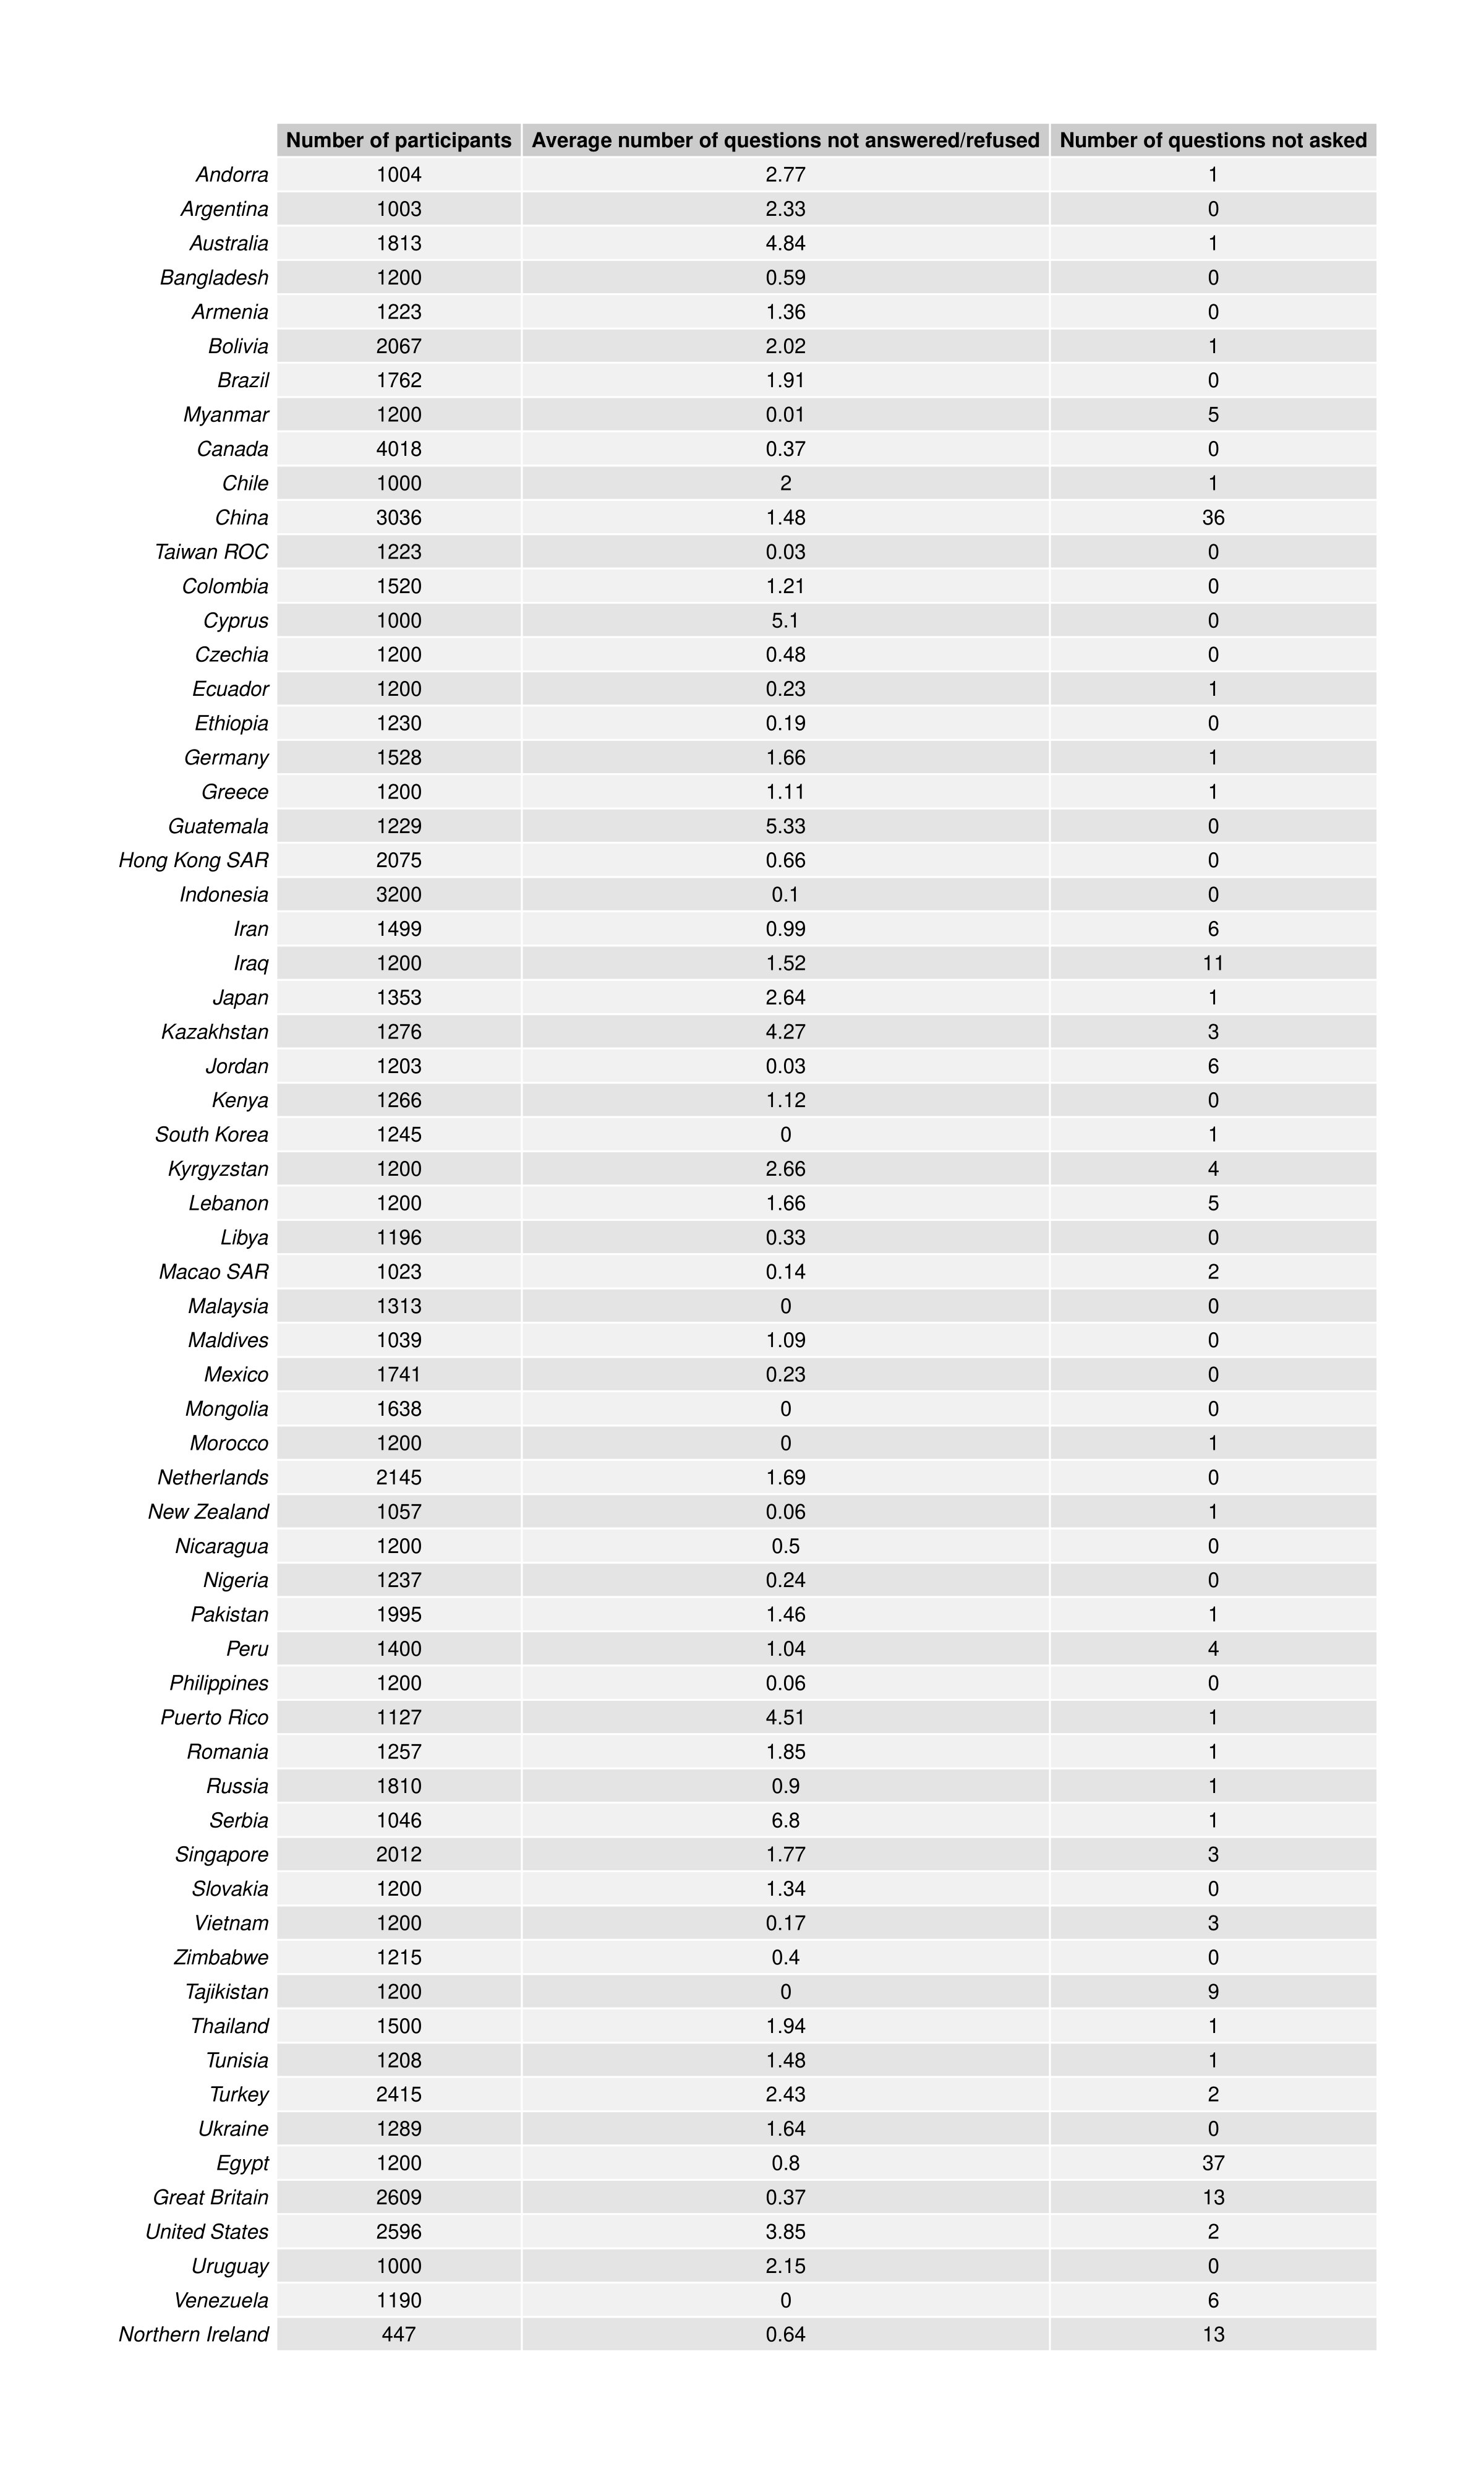 Number of participants Average number of questions not answered/refused Number of questions not asked
Andorra 1004 2.77 1
Argentina 1003 2.33 0
Australia 1813 4.84 1
Bangladesh 1200 0.59 0
Armenia 1223 1.36 0
Bolivia 2067 2.02 1
Brazil 1762 1.91 0
Myanmar 1200 0.01 5
Canada 4018 0.37 0
Chile 1000 2 1
China 3036 1.48 36
Taiwan ROC 1223 0.03 0
Colombia 1520 1.21 0
Cyprus 1000 5.1 0
Czechia 1200 0.48 0
Ecuador 1200 0.23 1
Ethiopia 1230 0.19 0
Germany 1528 1.66 1
Greece 1200 1.11 1
Guatemala 1229 5.33 0
Hong Kong SAR 2075 0.66 0
Indonesia 3200 0.1 0
Iran 1499 0.99 6
Iraq 1200 1.52 11
Japan 1353 2.64 1
Kazakhstan 1276 4.27 3
Jordan 1203 0.03 6
Kenya 1266 1.12 0
South Korea 1245 0 1
Kyrgyzstan 1200 2.66 4
Lebanon 1200 1.66 5
Libya 1196 0.33 0
Macao SAR 1023 0.14 2
Malaysia 1313 0 0
Maldives 1039 1.09 0
Mexico 1741 0.23 0
Mongolia 1638 0 0
Morocco 1200 0 1
Netherlands 2145 1.69 0
New Zealand 1057 0.06 1
Nicaragua 1200 0.5 0
Nigeria 1237 0.24 0
Pakistan 1995 1.46 1
Peru 1400 1.04 4
Philippines 1200 0.06 0
Puerto Rico 1127 4.51 1
Romania 1257 1.85 1
Russia 1810 0.9 1
Serbia 1046 6.8 1
Singapore 2012 1.77 3
Slovakia 1200 1.34 0
Vietnam 1200 0.17 3
Zimbabwe 1215 0.4 0
Tajikistan 1200 0 9
Thailand 1500 1.94 1
Tunisia 1208 1.48 1
Turkey 2415 2.43 2
Ukraine 1289 1.64 0
Egypt 1200 0.8 37
Great Britain 2609 0.37 13
United States 2596 3.85 2
Uruguay 1000 2.15 0
Venezuela 1190 0 6
Northern Ireland 447 0.64 13